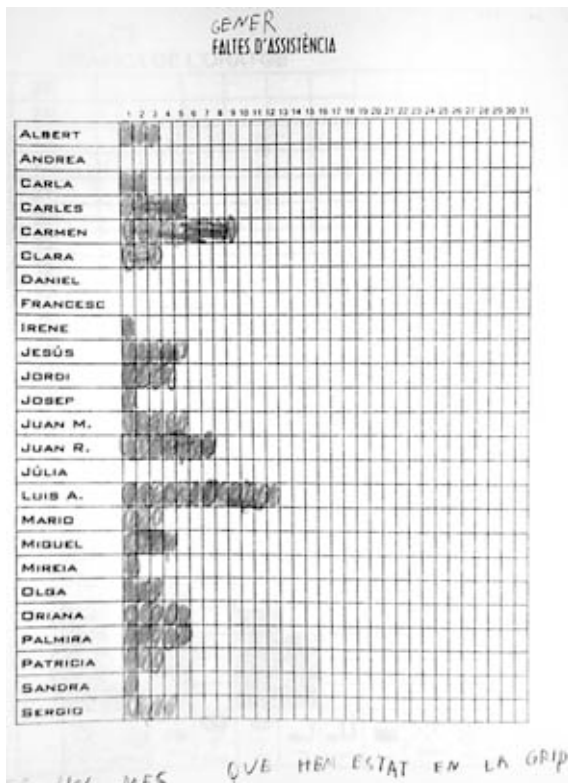 GENER
FALTES D'ASSISTÈNCIA
1 2 3 4 5 6 7 8 9 10 11 12 13 14 15 16 17 18 19 20 21 22 23 24 25 26 27 28 29 30 31
ALBERT
ANDREA
CARLA
CARLES
CARMEN
CLARA
DANIEL
FRANCESC
IRENE
JESÚS
JORDI
JOSEP
JUAN M.
JUAN R.
JÚLIA
LUIS A.
MARIO
MIQUEL
MIREIA
OLGA
ORIANA
PALMIRA
PATRICIA
SANDRA
SERGIO
MES QUE HEM ESTAT EN LA GRIP